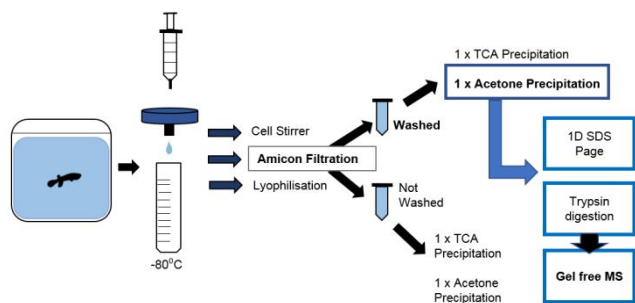 1 x TCA Precipitation
1 x Acetone Precipitation
Cell Stirrer
Washed
Amicon Filtration
Lyophilisation
Not
Washed
-80°C
1 x TCA
Precipitation
1 x Acetone
Precipitation
1D SDS
Page
Trypsin
digestion
Gel free MS